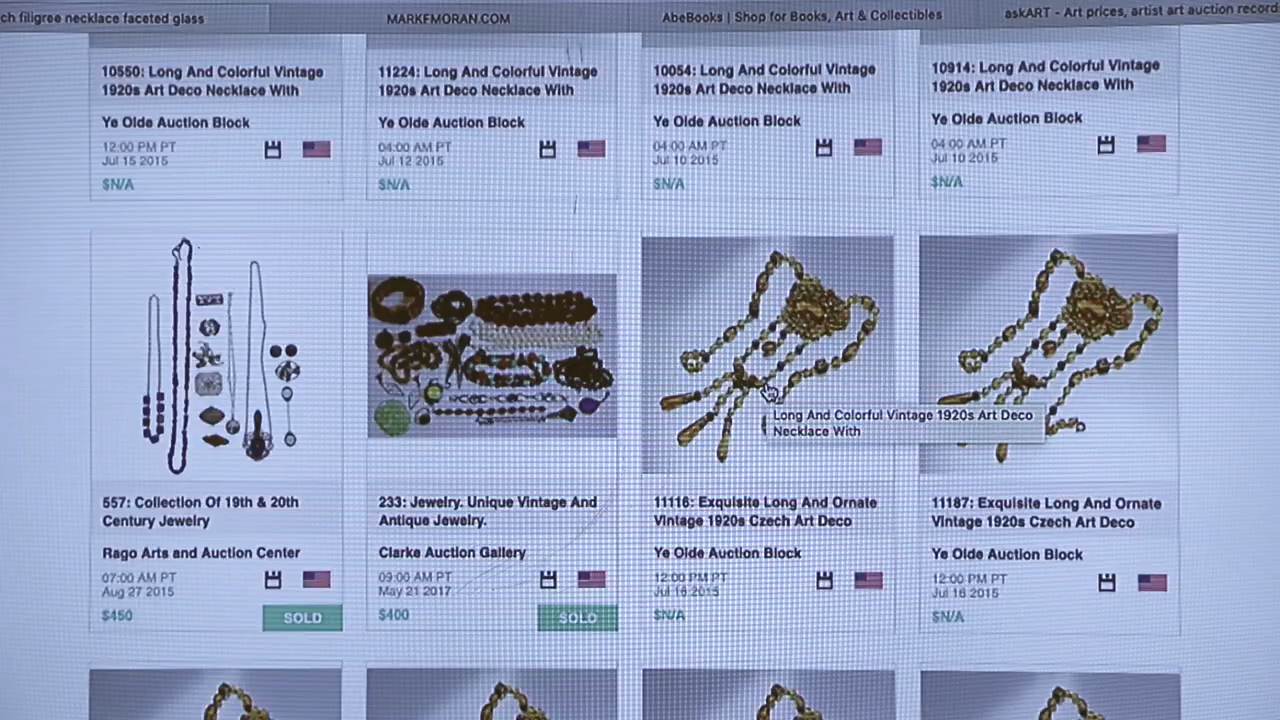 ch filigree necklace faceted glass
MARKFMORAN.COM
AbeBooks | Shop for Books, Art & Collectibles
askART - Art prices, artist art auction record
10550: Long And Colorful Vintage
1920s Art Deco Necklace With
Ye Olde Auction Block
12:00 PM PT
Jul 15 2015
$N/A
11224: Long And Colorful Vintage
1920s Art Deco Necklace With
Ye Olde Auction Block
04:00 AM PT
Jul 12 2015
$N/A
10054: Long And Colorful Vintage
1920s Art Deco Necklace With
Ye Olde Auction Block
04:00 AM PT
Jul 10 2015
$N/A
10914: Long And Colorful Vintage
1920s Art Deco Necklace With
Ye Olde Auction Block
04:00 AM PT
Jul 10 2015
$N/A
Long And Colorful Vintage 1920s Art Deco
Necklace With
557: Collection Of 19th & 20th
Century Jewelry
Rago Arts and Auction Center
07:00 AM PT
Aug 27 2015
$450
SOLD
233: Jewelry. Unique Vintage And
Antique Jewelry.
Clarke Auction Gallery
09:00 AM PT
May 21 2017
$400
SOLD
11116: Exquisite Long And Ornate
Vintage 1920s Czech Art Deco
Ye Olde Auction Block
12:00 PM PT
Jul 16 2015
$N/A
11187: Exquisite Long And Ornate
Vintage 1920s Czech Art Deco
Ye Olde Auction Block
12:00 PM PT
Jul 16 2015
$N/A